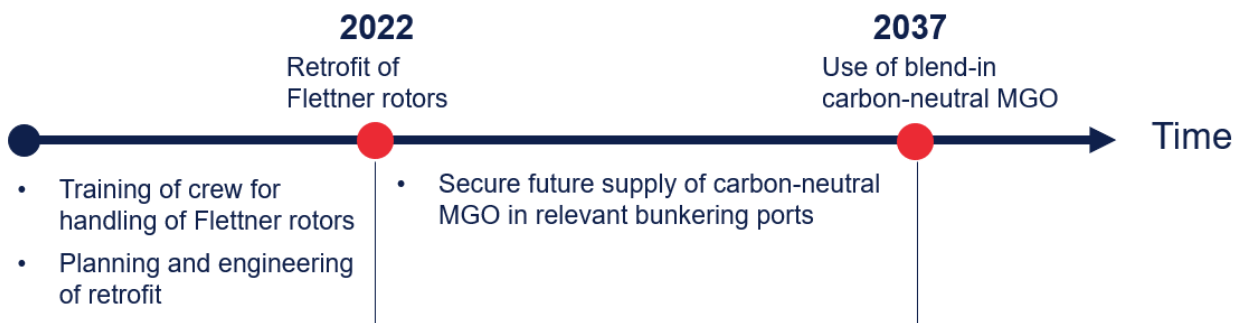 2022
Retrofit of
Flettner rotors
2037
Use of blend-in
carbon-neutral MGO
Time
• Training of crew for
handling of Flettner rotors
• Planning and engineering
of retrofit
• Secure future supply of carbon-neutral
MGO in relevant bunkering ports